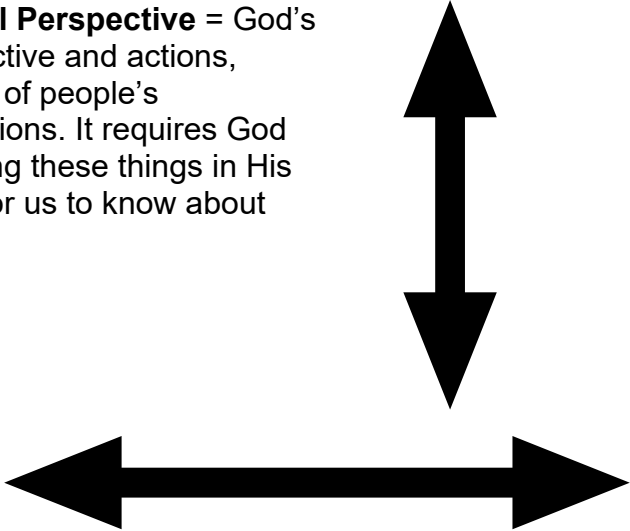 l Perspective = God’s
ctive and actions,
of people’s
ions. It requires God
ng these things in His
or us to know about